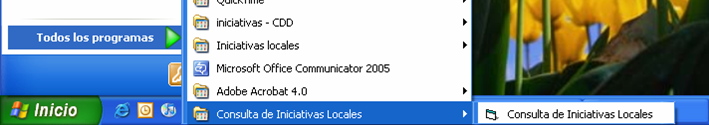 QuickTime
iniciativas - CDD
Todos los programas
Iniciativas locales
Microsoft Office Communicator 2005
Adobe Acrobat 4.0
Inicio
Consulta de Iniciativas Locales
Consulta de Iniciativas Locales